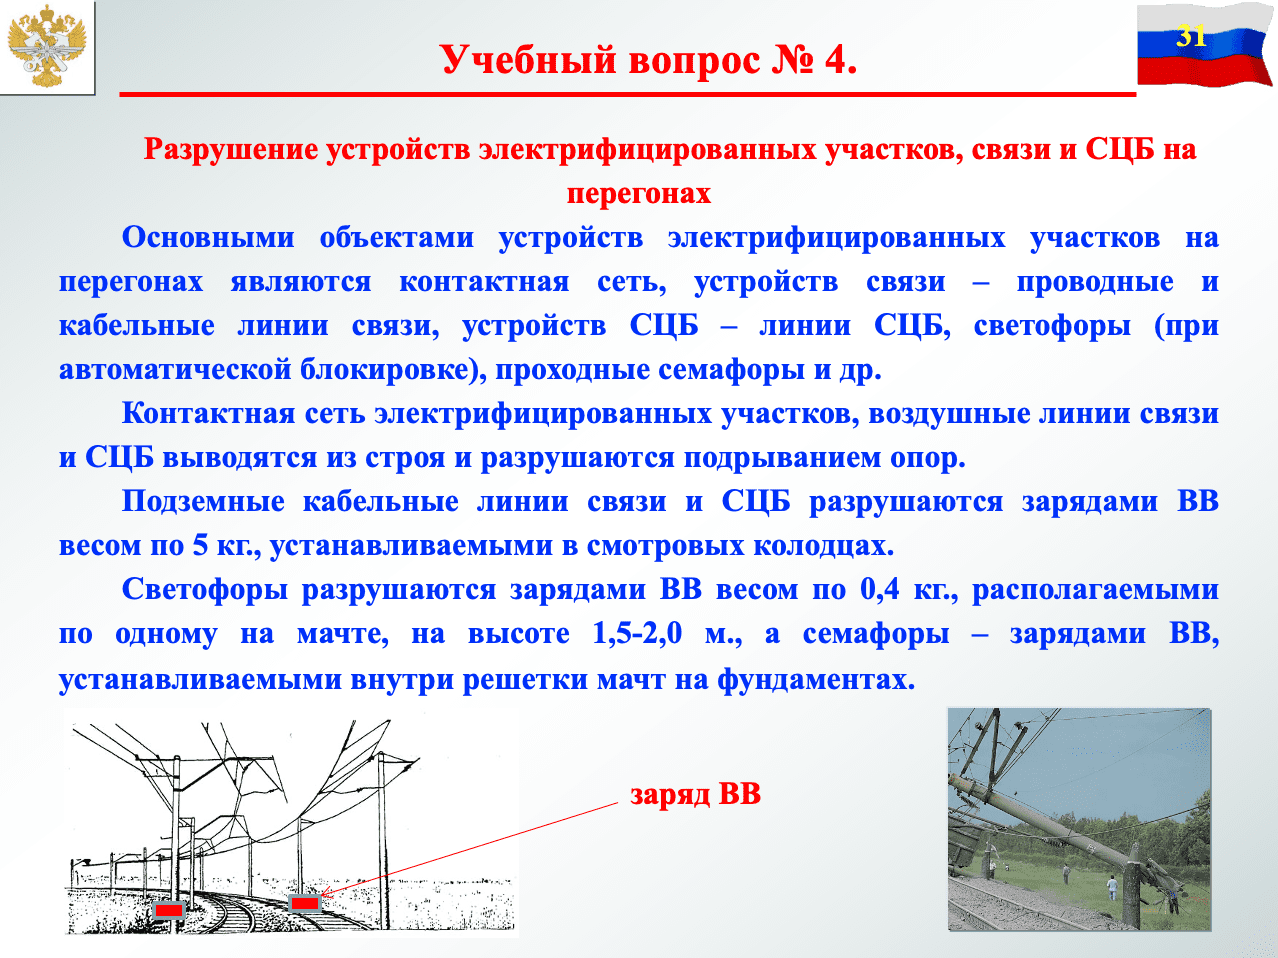 31
Учебный вопрос № 4.
Разрушение устройств электрифицированных участков, связи и СЦБ на
перегонах
Основными объектами устройств электрифицированных участков на
перегонах являются контактная сеть, устройств связи – проводные и
кабельные линии связи, устройств СЦБ – линии СЦБ, светофоры (при
автоматической блокировке), проходные семафоры и др.
Контактная сеть электрифицированных участков, воздушные линии связи
и СЦБ выводятся из строя и разрушаются подрыванием опор.
Подземные кабельные линии связи и СЦБ разрушаются зарядами ВВ
весом по 5 кг., устанавливаемыми в смотровых колодцах.
Светофоры разрушаются зарядами ВВ весом по 0,4 кг., располагаемыми
по одному на мачте, на высоте 1,5-2,0 м., а семафоры – зарядами ВВ,
устанавливаемыми внутри решетки мачт на фундаментах.
заряд ВВ